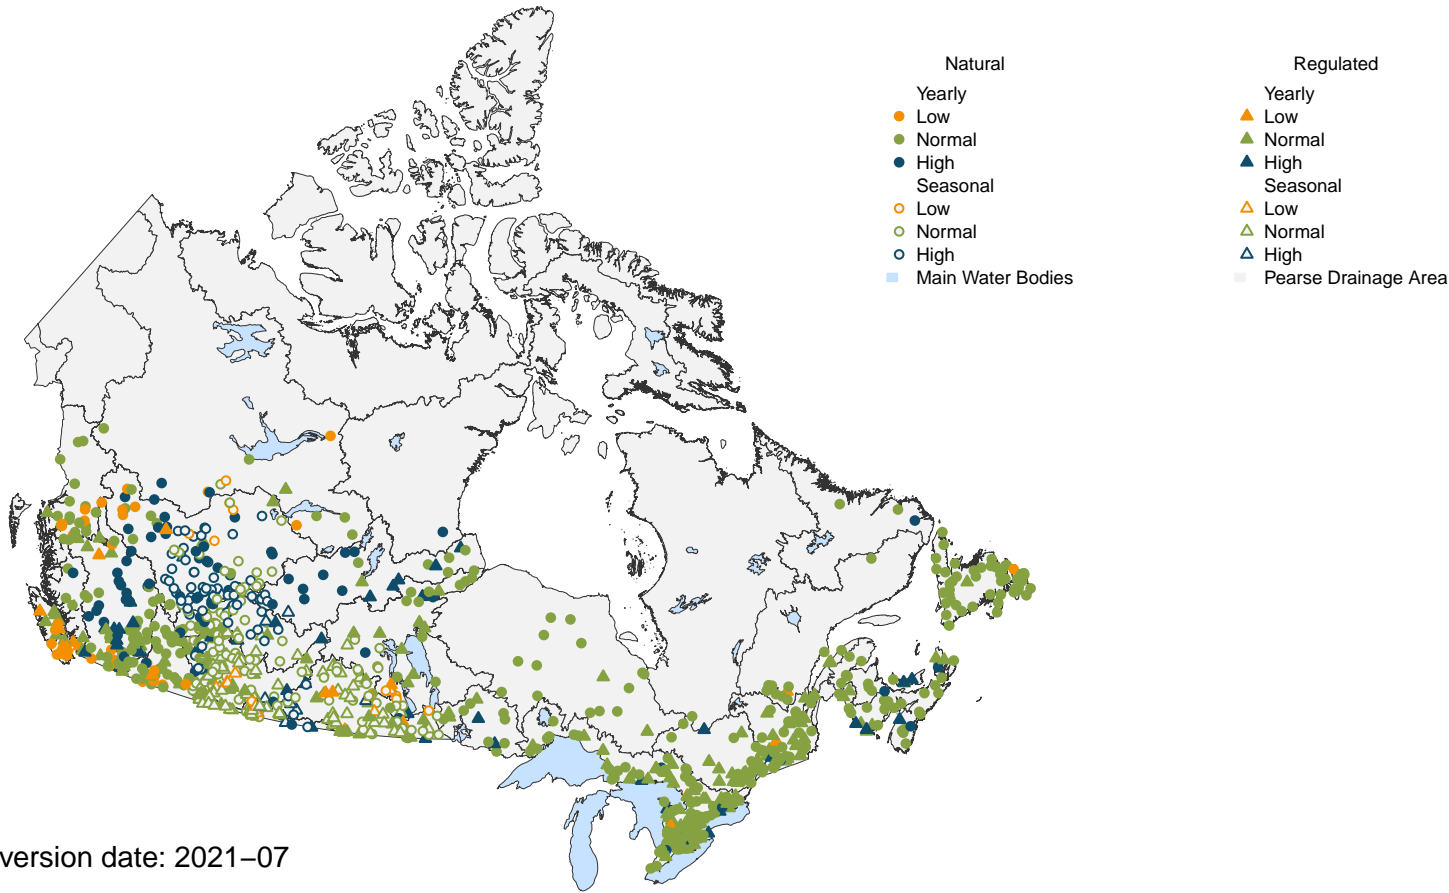 Natural
Yearly
Low
Normal
High
Seasonal
Low
Normal
High
Main Water Bodies
Regulated
Yearly
Low
Normal
High
Seasonal
Low
Normal
High
Pearse Drainage Area
version date: 2021–07